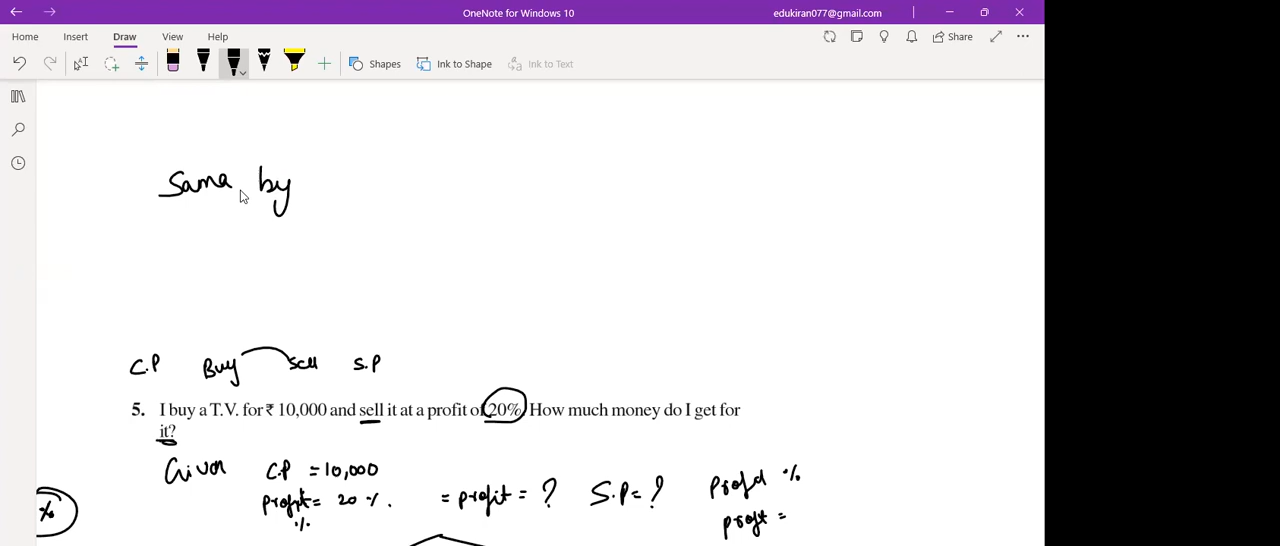 OneNote for Windows 10
edukiran077@gmail.com
Home Insert Draw View Help
Share
Shapes Ink to Shape Ink to Text
Sama by
C.P Buy Sell S.P
5. I buy a T.V. for ₹ 10,000 and sell it at a profit of 20%. How much money do I get for
it?
Given C.P = 10,000
profit = 20 %. = profit = ? S.P = ? %
%
%
profit =